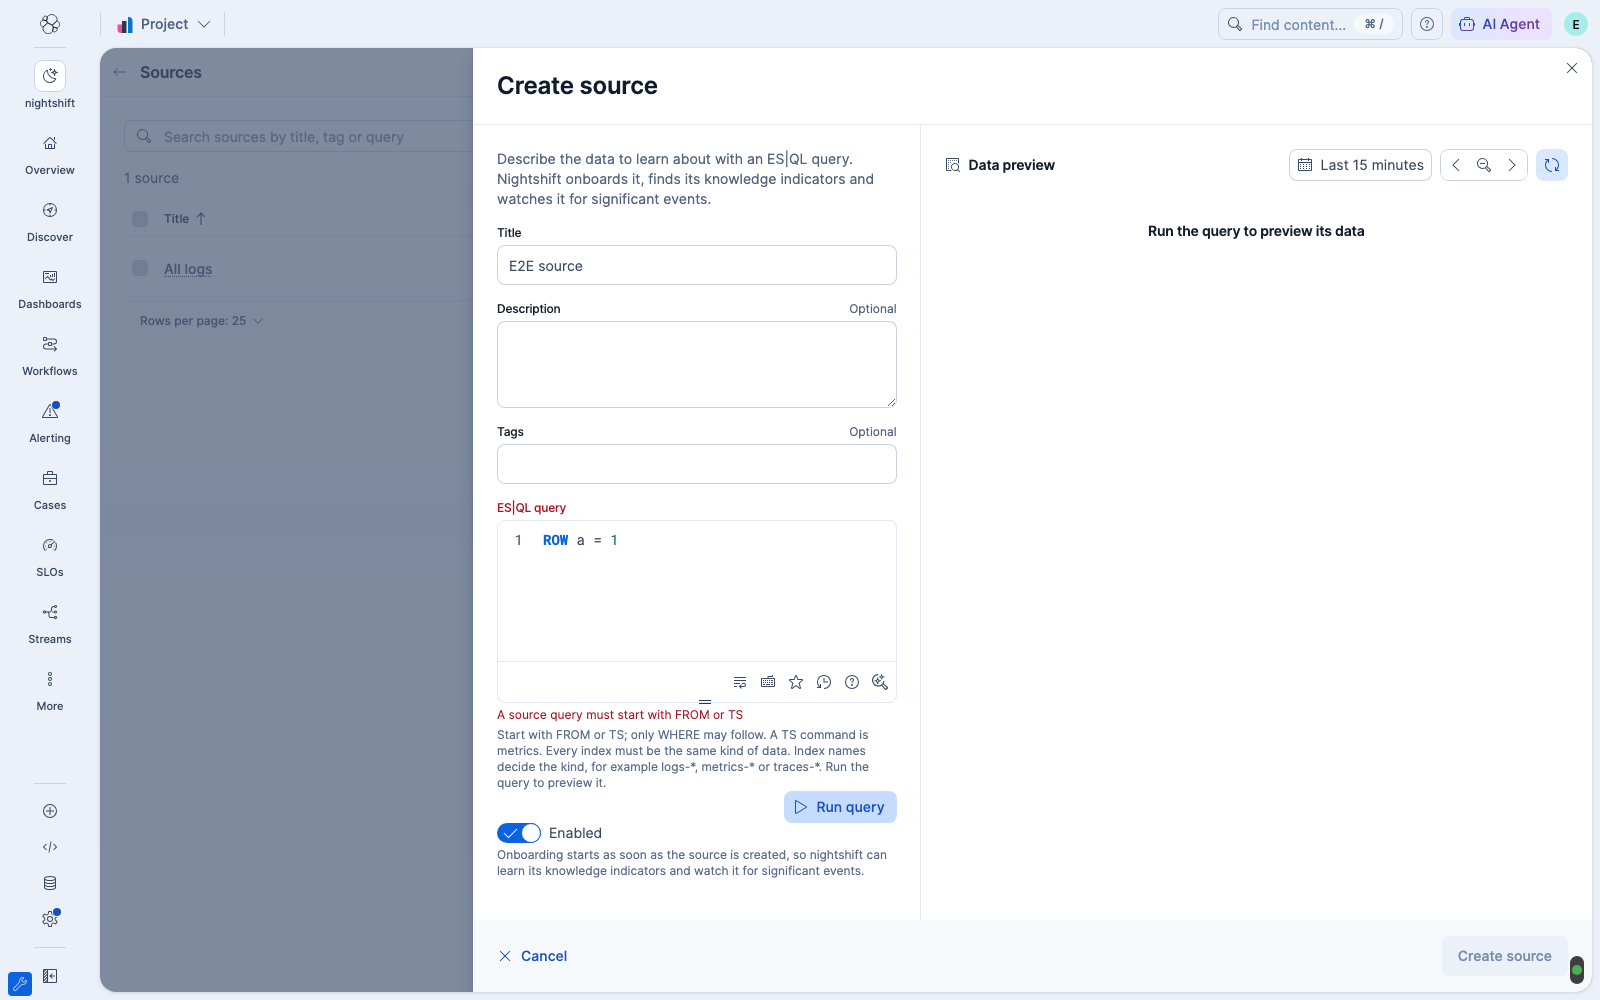 Project
Find content...
⌘ /
AI Agent
E
nightshift
Overview
Discover
Dashboards
Workflows
Alerting
Cases
SLOs
Streams
More
Sources
Search sources by title, tag or query
1 source
Title
All logs
Rows per page: 25
Create source
Describe the data to learn about with an ES|QL query.
Nightshift onboards it, finds its knowledge indicators and
watches it for significant events.
Title
E2E source
Description
Optional
Tags
Optional
ES|QL query
1 ROW a = 1
A source query must start with FROM or TS
Start with FROM or TS; only WHERE may follow. A TS command is
metrics. Every index must be the same kind of data. Index names
decide the kind, for example logs-*, metrics-* or traces-*. Run the
query to preview it.
Run query
Enabled
Onboarding starts as soon as the source is created, so nightshift can
learn its knowledge indicators and watch it for significant events.
Data preview
Last 15 minutes
Run the query to preview its data
Cancel
Create source